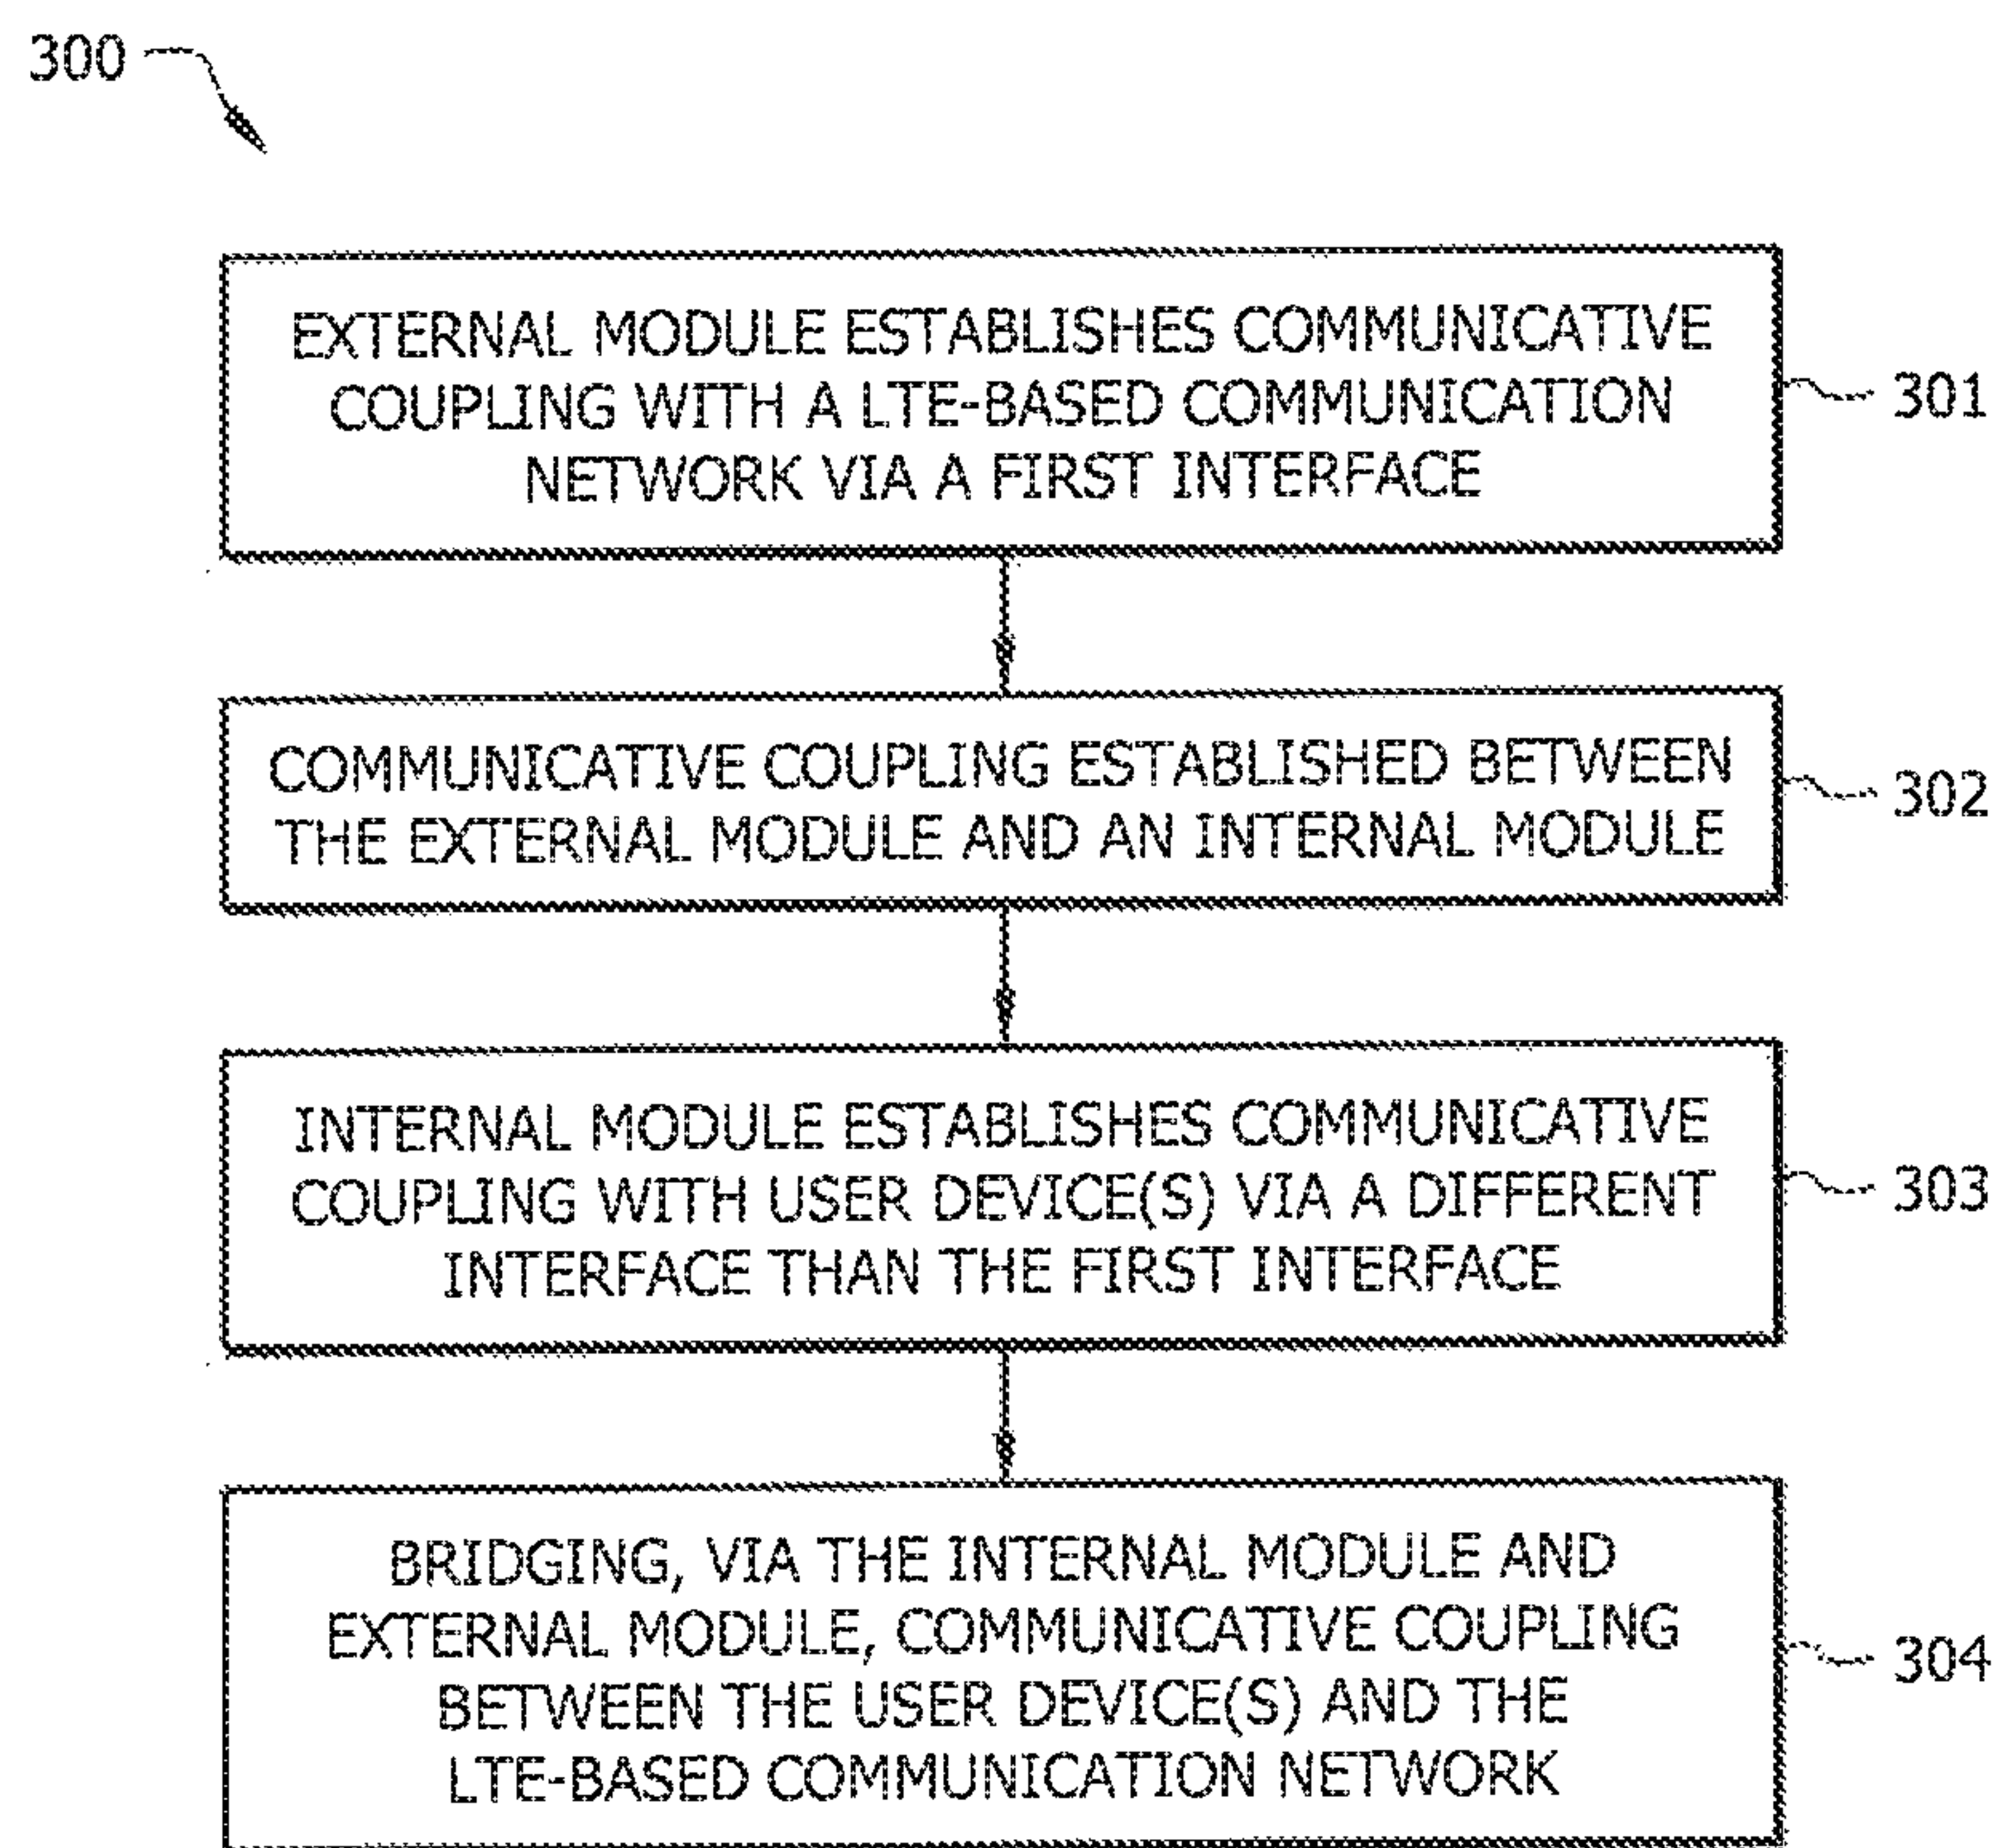 300
EXTERNAL MODULE ESTABLISHES COMMUNICATIVE
COUPLING WITH A LTE-BASED COMMUNICATION
NETWORK VIA A FIRST INTERFACE
301
COMMUNICATIVE COUPLING ESTABLISHED BETWEEN
THE EXTERNAL MODULE AND AN INTERNAL MODULE
302
INTERNAL MODULE ESTABLISHES COMMUNICATIVE
COUPLING WITH USER DEVICE(S) VIA A DIFFERENT
INTERFACE THAN THE FIRST INTERFACE
303
BRIDGING, VIA THE INTERNAL MODULE AND
EXTERNAL MODULE, COMMUNICATIVE COUPLING
BETWEEN THE USER DEVICE(S) AND THE
LTE-BASED COMMUNICATION NETWORK
304